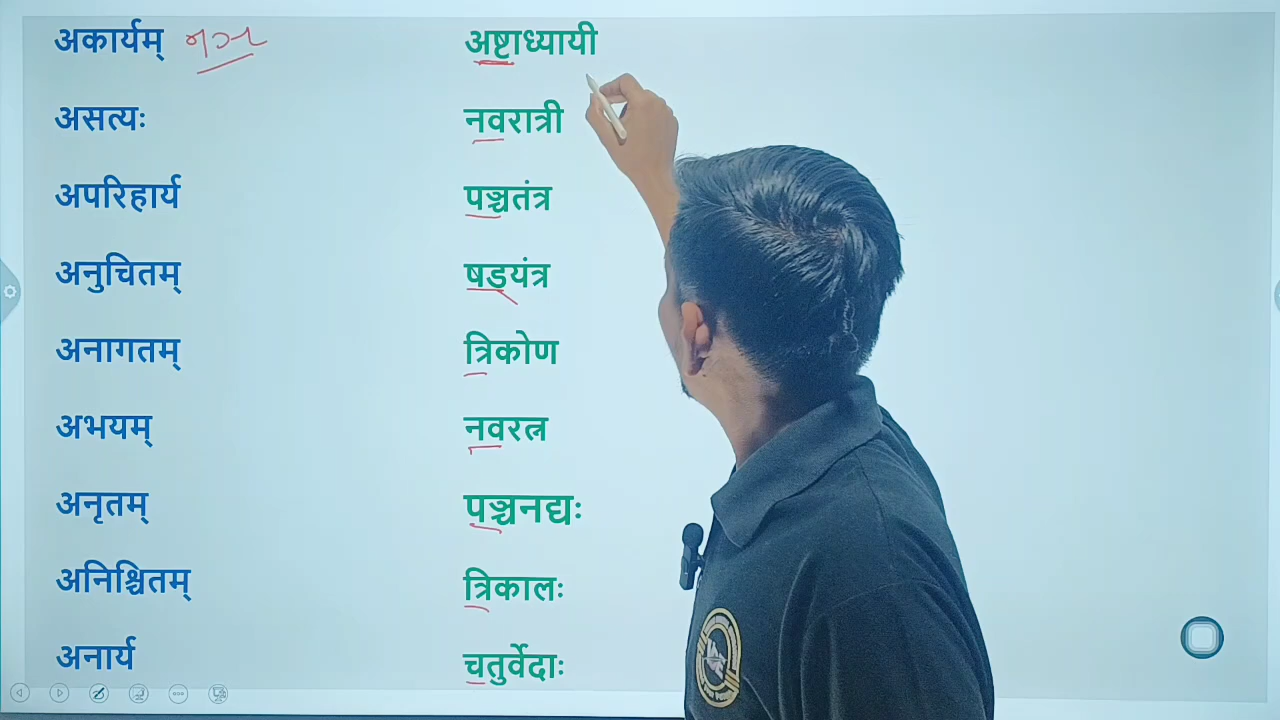 अकार्यम् નઞ્
असत्यः
अपरिहार्य
अनुचितम्
अनागतम्
अभयम्
अनृतम्
अनिश्चितम्
अनार्य
अष्टाध्यायी
नवरात्री
पञ्चतंत्र
षडयंत्र
त्रिकोण
नवरत्न
पञ्चनद्यः
त्रिकालः
चतुर्वेदाः